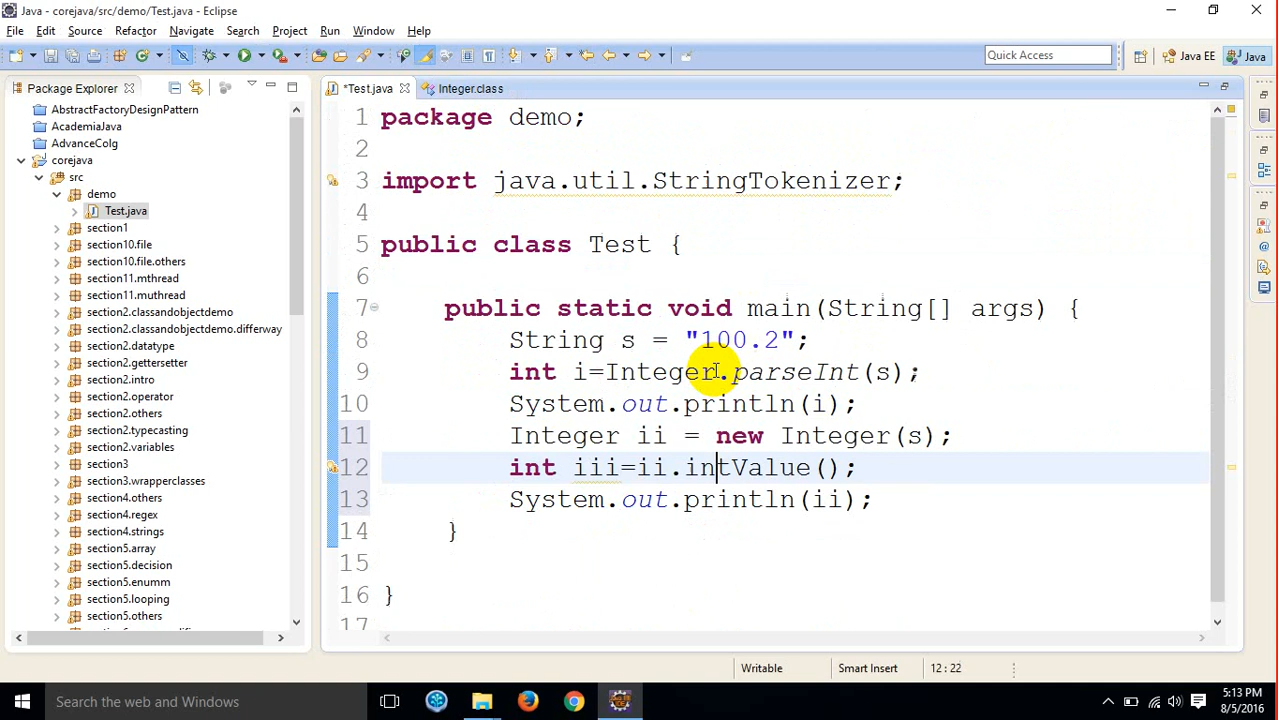 Java - corejava/src/demo/Test.java - Eclipse
File Edit Source Refactor Navigate Search Project Run Window Help
Quick Access Java EE Java
Package Explorer
*Test.java Integer.class
AbstractFactoryDesignPattern
AcademiaJava
AdvanceColg
corejava
src
demo
Test.java
section1
section10.file
section10.file.others
section11.mthread
section11.muthread
section2.classandobjectdemo
section2.classandobjectdemo.differway
section2.datatype
section2.gettersetter
section2.intro
section2.operator
section2.others
section2.typecasting
section2.variables
section3
section3.wrapperclasses
section4.regex
section4.strings
section5.array
section5.decision
section5.enumm
section5.looping
section5.others
1 package demo;
2
3 import java.util.StringTokenizer;
4
5 public class Test {
6
7 public static void main(String[] args) {
8 String s = "100.2";
9 int i=Integer.parseInt(s);
10 System.out.println(i);
11 Integer ii = new Integer(s);
12 int iii=ii.intValue();
13 System.out.println(ii);
14 }
15
16 }
17
Writable Smart Insert 12 : 22
Search the web and Windows
5:13 PM
8/5/2016